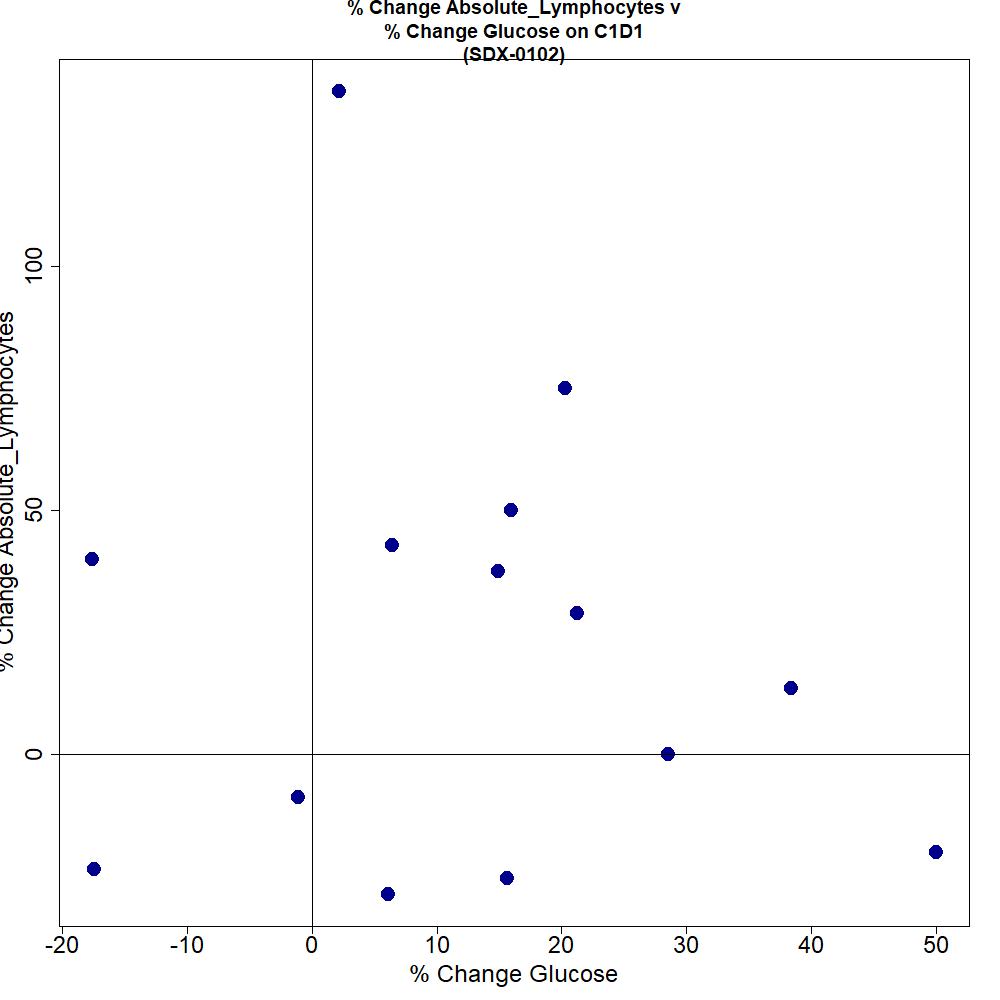 % Change Absolute_Lymphocytes v
% Change Glucose on C1D1
(SDX-0102)
% Change Absolute_Lymphocytes
100
50
0
-20 -10 0 10 20 30 40 50
% Change Glucose